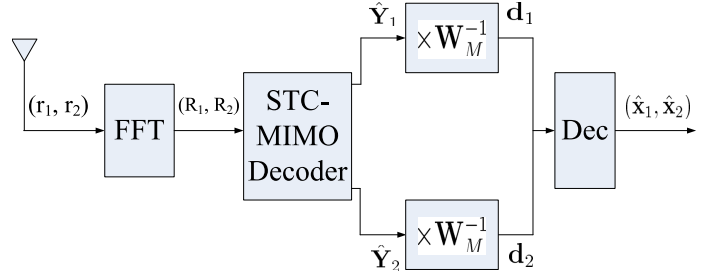 (r₁, r₂)
FFT
(R₁, R₂)
STC-
MIMO
Decoder
Ŷ₁
×W_M^{-1}
d₁
Ŷ₂
×W_M^{-1}
d₂
Dec
(x̂₁, x̂₂)